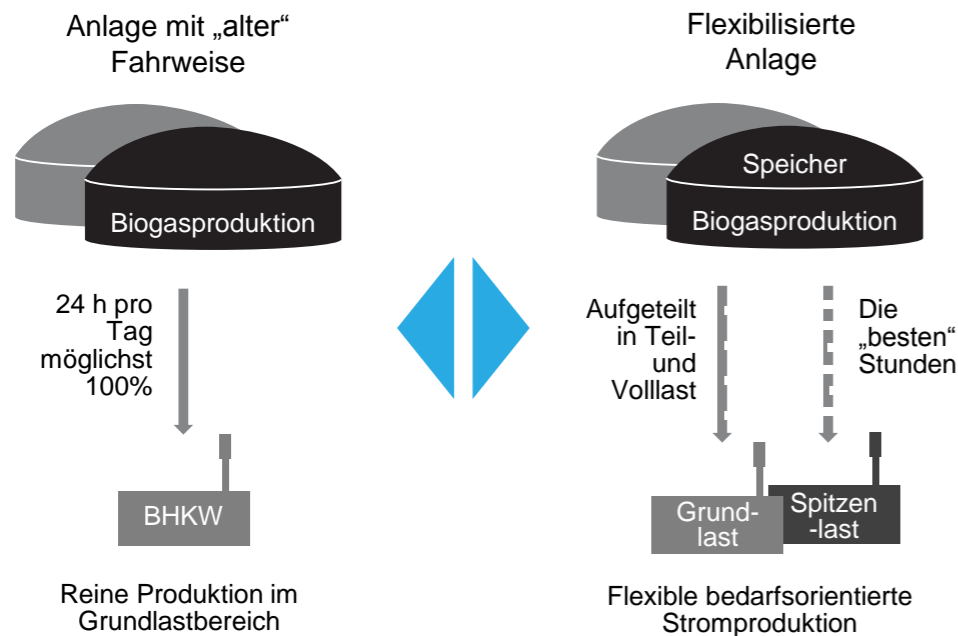 Anlage mit „alter“
Fahrweise
Biogasproduktion
24 h pro
Tag
möglichst
100%
BHKW
Reine Produktion im
Grundlastbereich
Flexibilisierte
Anlage
Speicher
Biogasproduktion
Aufgeteilt
in Teil-
und
Volllast
Die
„besten“
Stunden
Grund-
last
Spitzen
-last
Flexible bedarfsorientierte
Stromproduktion